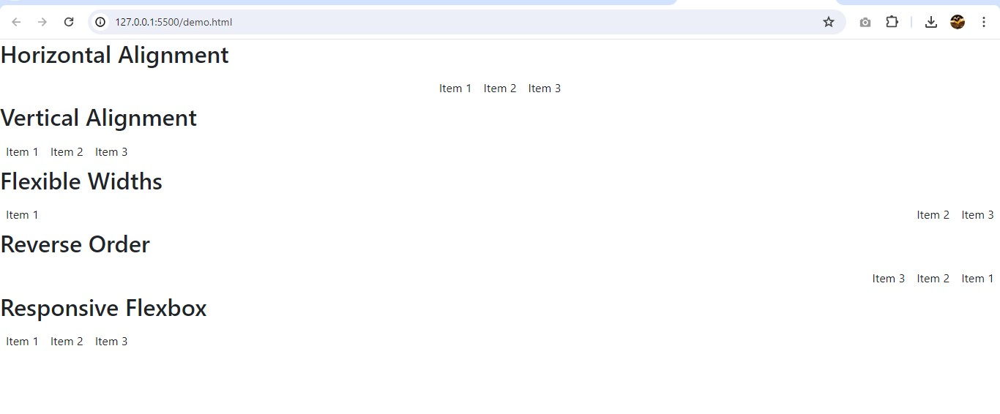 127.0.0.1:5500/demo.html
Horizontal Alignment
Item 1 Item 2 Item 3
Vertical Alignment
Item 1 Item 2 Item 3
Flexible Widths
Item 1 Item 2 Item 3
Reverse Order
Item 3 Item 2 Item 1
Responsive Flexbox
Item 1 Item 2 Item 3